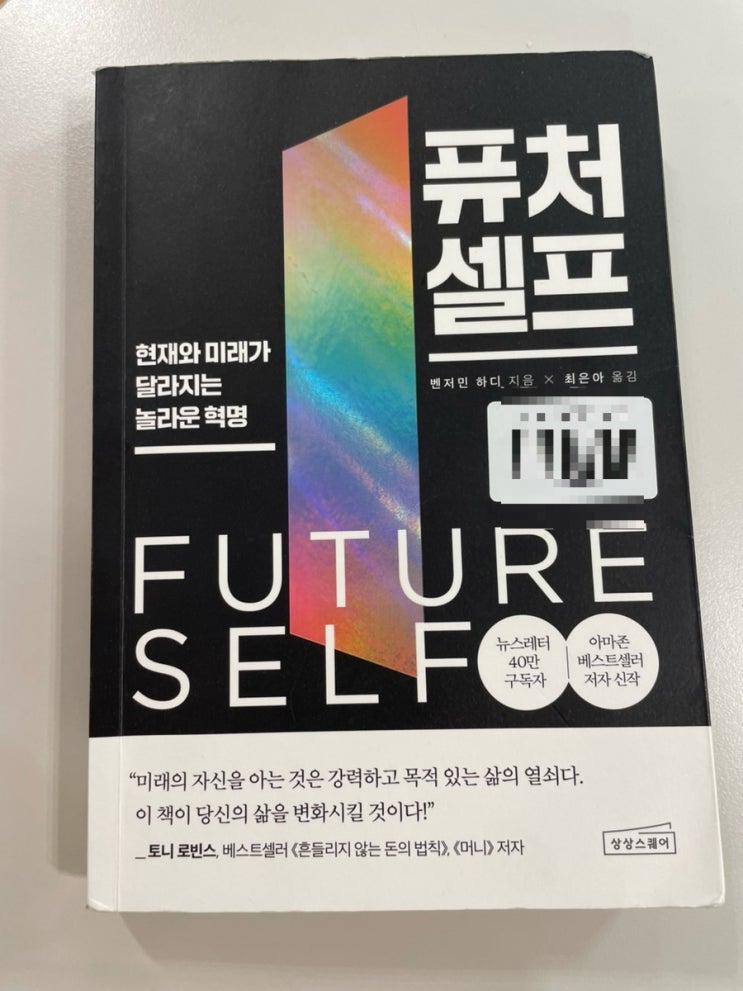 퓨처
셀프
벤저민 하디 지음 × 최은아 옮김
현재와 미래가
달라지는
놀라운 혁명
FUTURE
SELF
뉴스레터
40만
구독자
아마존
베스트셀러
저자 신작
“미래의 자신을 아는 것은 강력하고 목적 있는 삶의 열쇠다.
이 책이 당신의 삶을 변화시킬 것이다!”
_토니 로빈스, 베스트셀러 《흔들리지 않는 돈의 법칙》, 《머니》 저자
상상스퀘어